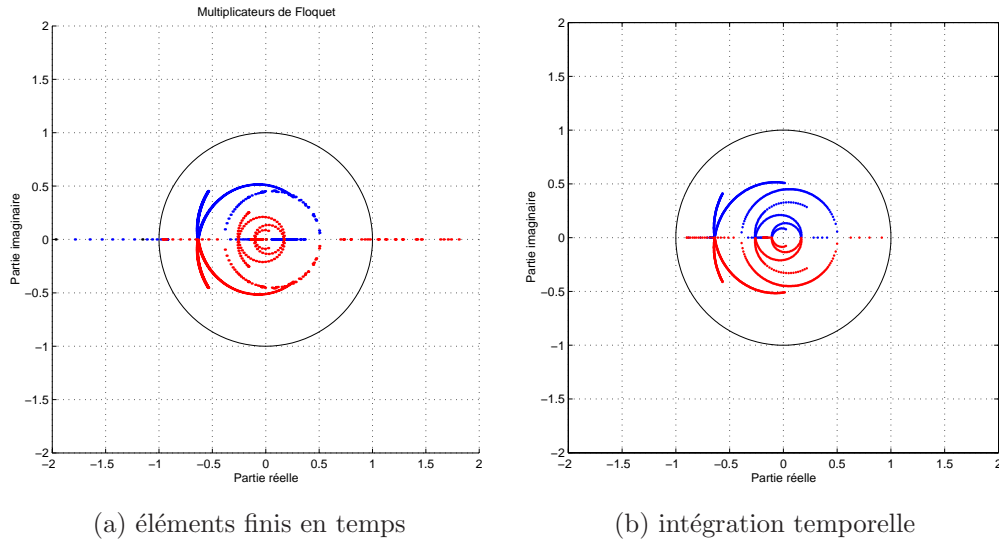 Multiplicateurs de Floquet
2
1.5
1
0.5
0
−0.5
−1
−1.5
−2
−2 −1.5 −1 −0.5 0 0.5 1 1.5 2
Partie imaginaire
Partie réelle
(a) éléments finis en temps
2
1.5
1
0.5
0
−0.5
−1
−1.5
−2
−2 −1.5 −1 −0.5 0 0.5 1 1.5 2
Partie imaginaire
Partie réelle
(b) intégration temporelle